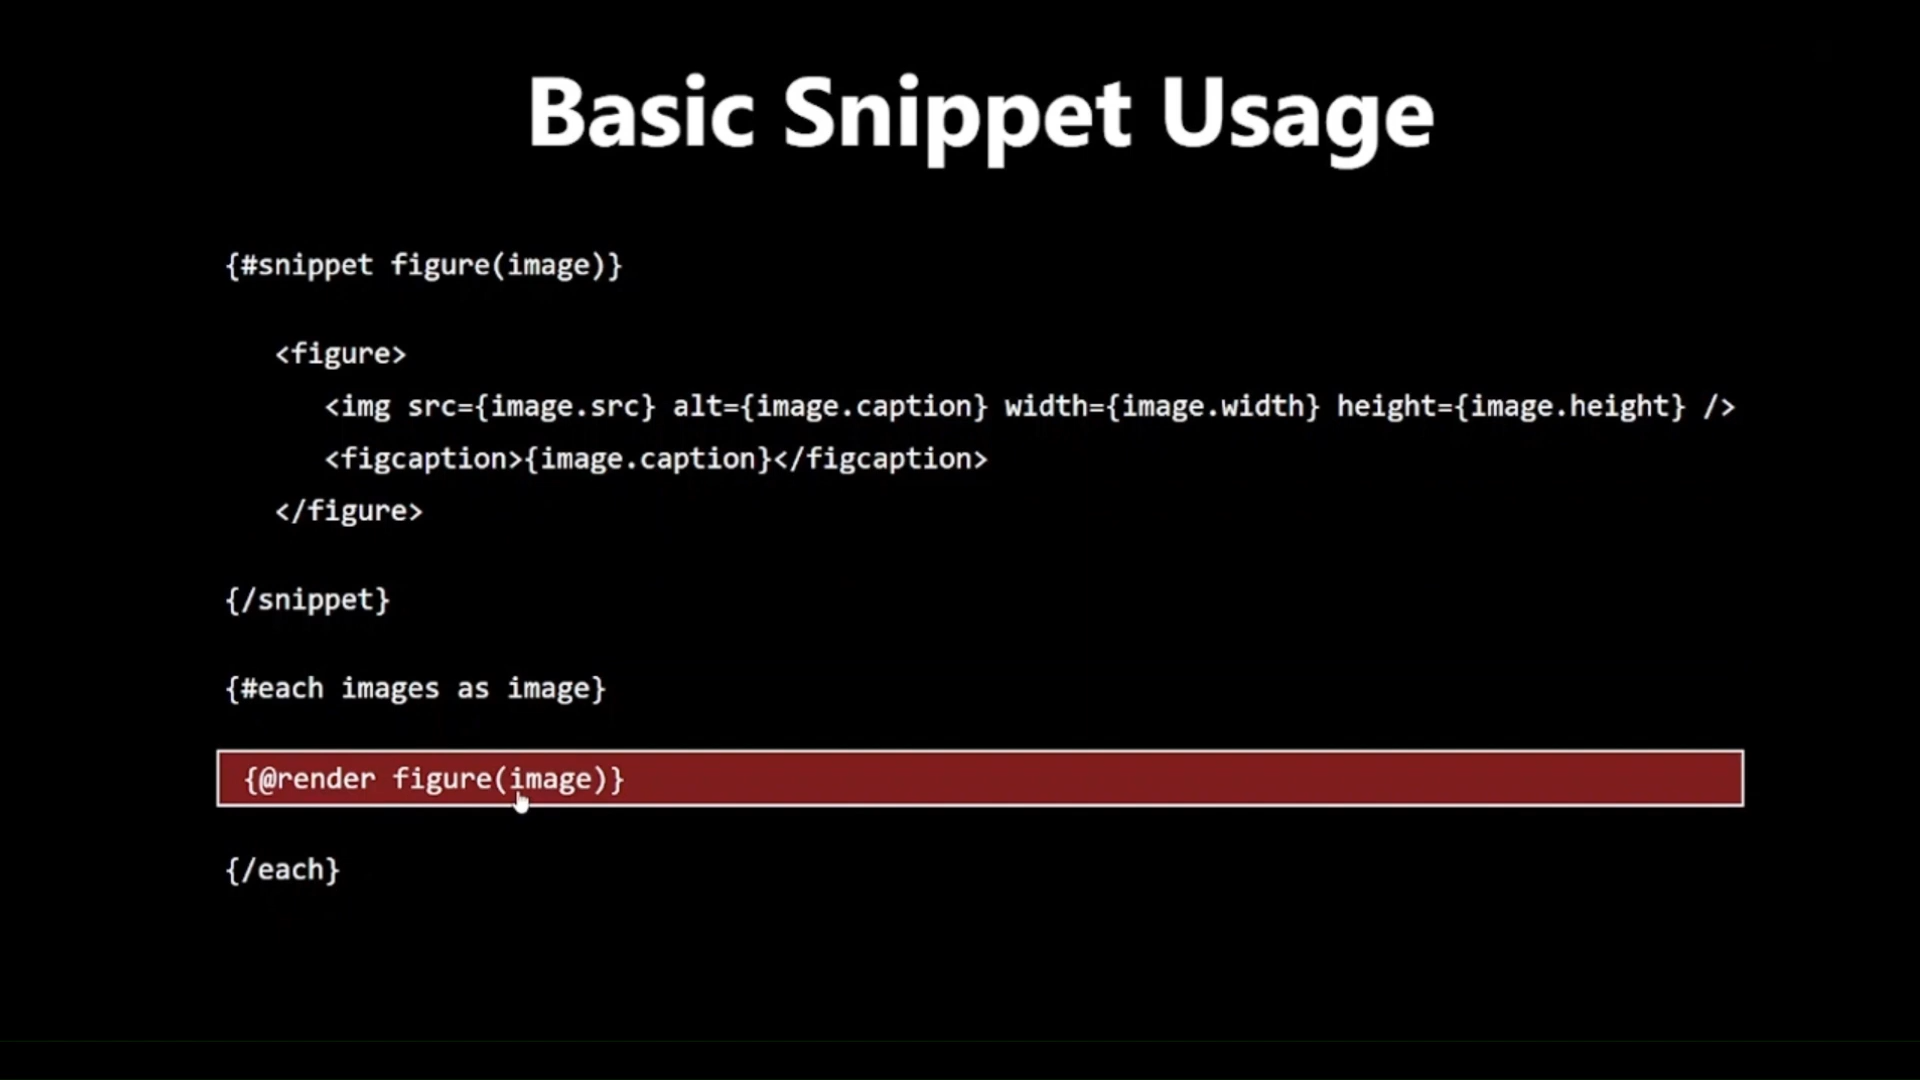 Basic Snippet Usage
{#snippet figure(image)}
<figure>
<img src={image.src} alt={image.caption} width={image.width} height={image.height} />
<figcaption>{image.caption}</figcaption>
</figure>
{/snippet}
{#each images as image}
{@render figure(image)}
{/each}